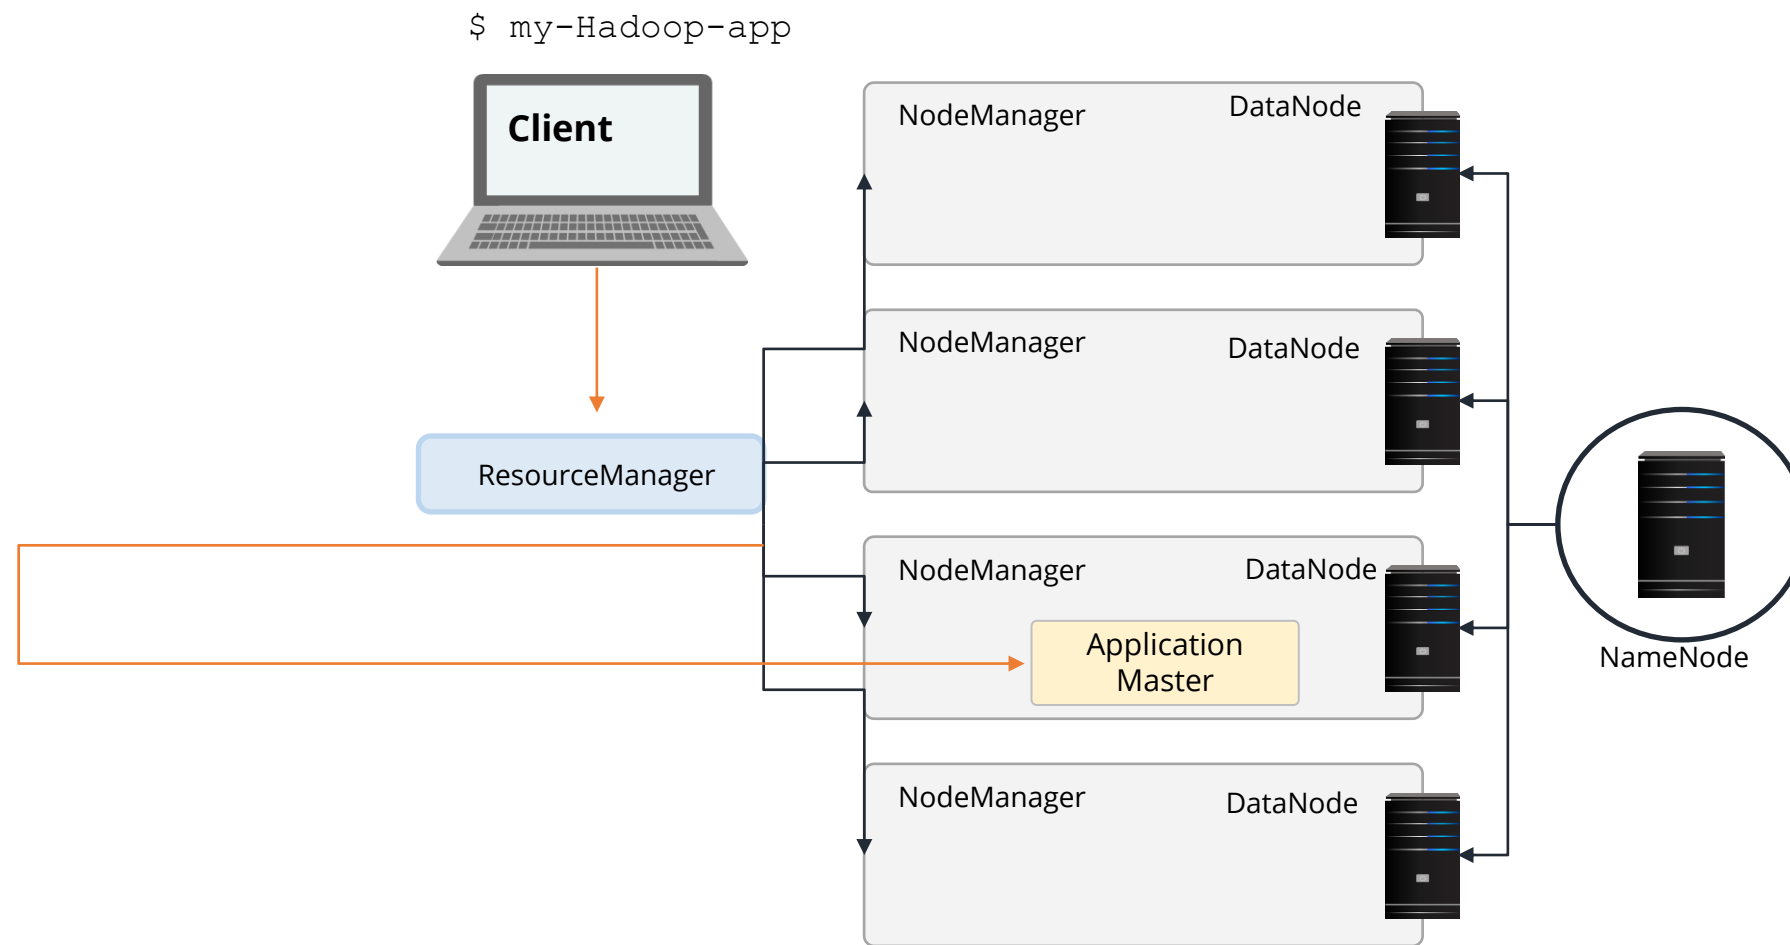 $ my-Hadoop-app
Client
NodeManager
DataNode
NodeManager
DataNode
ResourceManager
NodeManager
DataNode
Application
Master
NameNode
NodeManager
DataNode